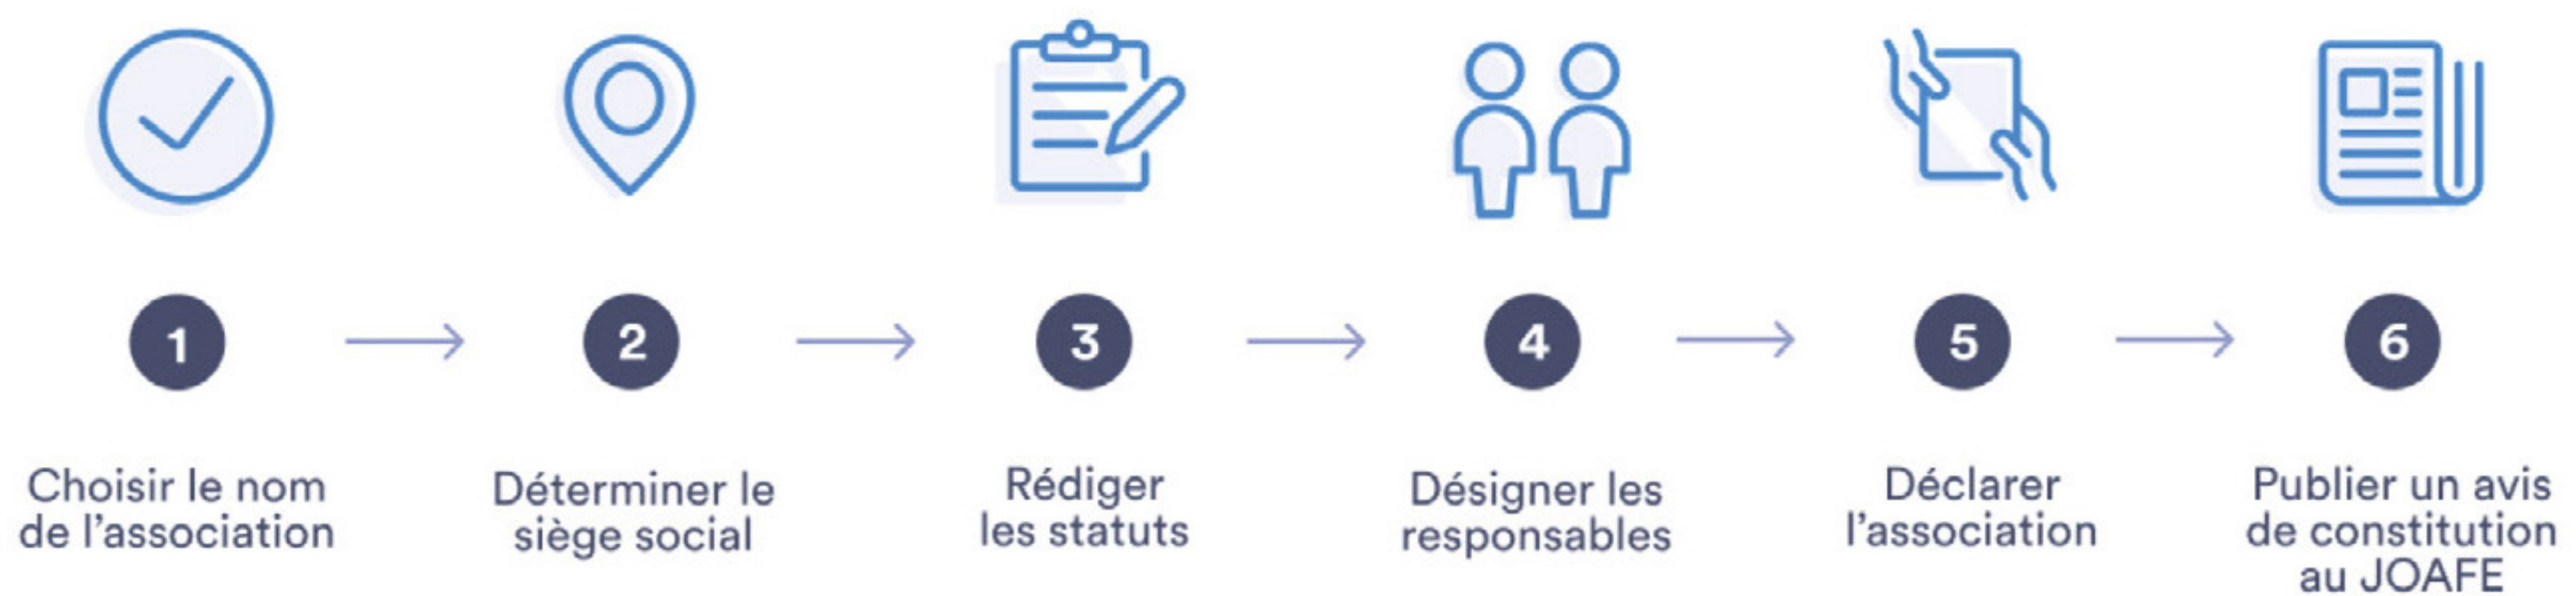 1
2
3
4
5
6
Choisir le nom
de l'association
Déterminer le
siège social
Rédiger
les statuts
Désigner les
responsables
Déclarer
l'association
Publier un avis
de constitution
au JOAFE